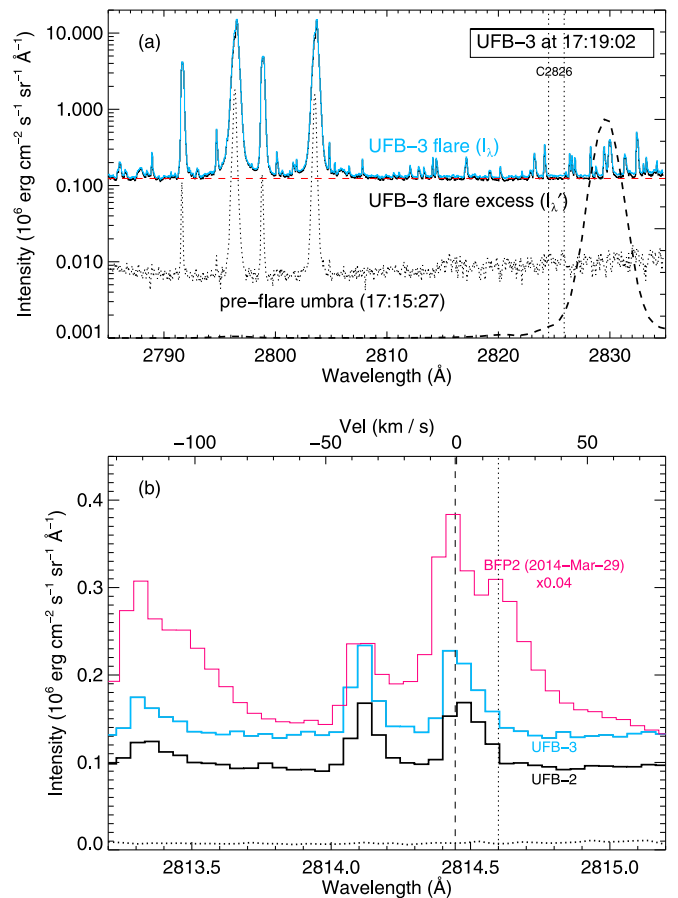 (a)
UFB−3 at 17:19:02
C2826
UFB−3 flare (Iλ)
UFB−3 flare excess (Iλ′)
pre−flare umbra (17:15:27)
10.000
1.000
0.100
0.010
0.001
Intensity (10⁶ erg cm⁻² s⁻¹ sr⁻¹ Å⁻¹)
2790 2800 2810 2820 2830
Wavelength (Å)
Vel (km / s)
−100 −50 0 50
(b)
BFP2 (2014−Mar−29)
x0.04
UFB−3
UFB−2
0.4
0.3
0.2
0.1
0.0
Intensity (10⁶ erg cm⁻² s⁻¹ sr⁻¹ Å⁻¹)
2813.5 2814.0 2814.5 2815.0
Wavelength (Å)